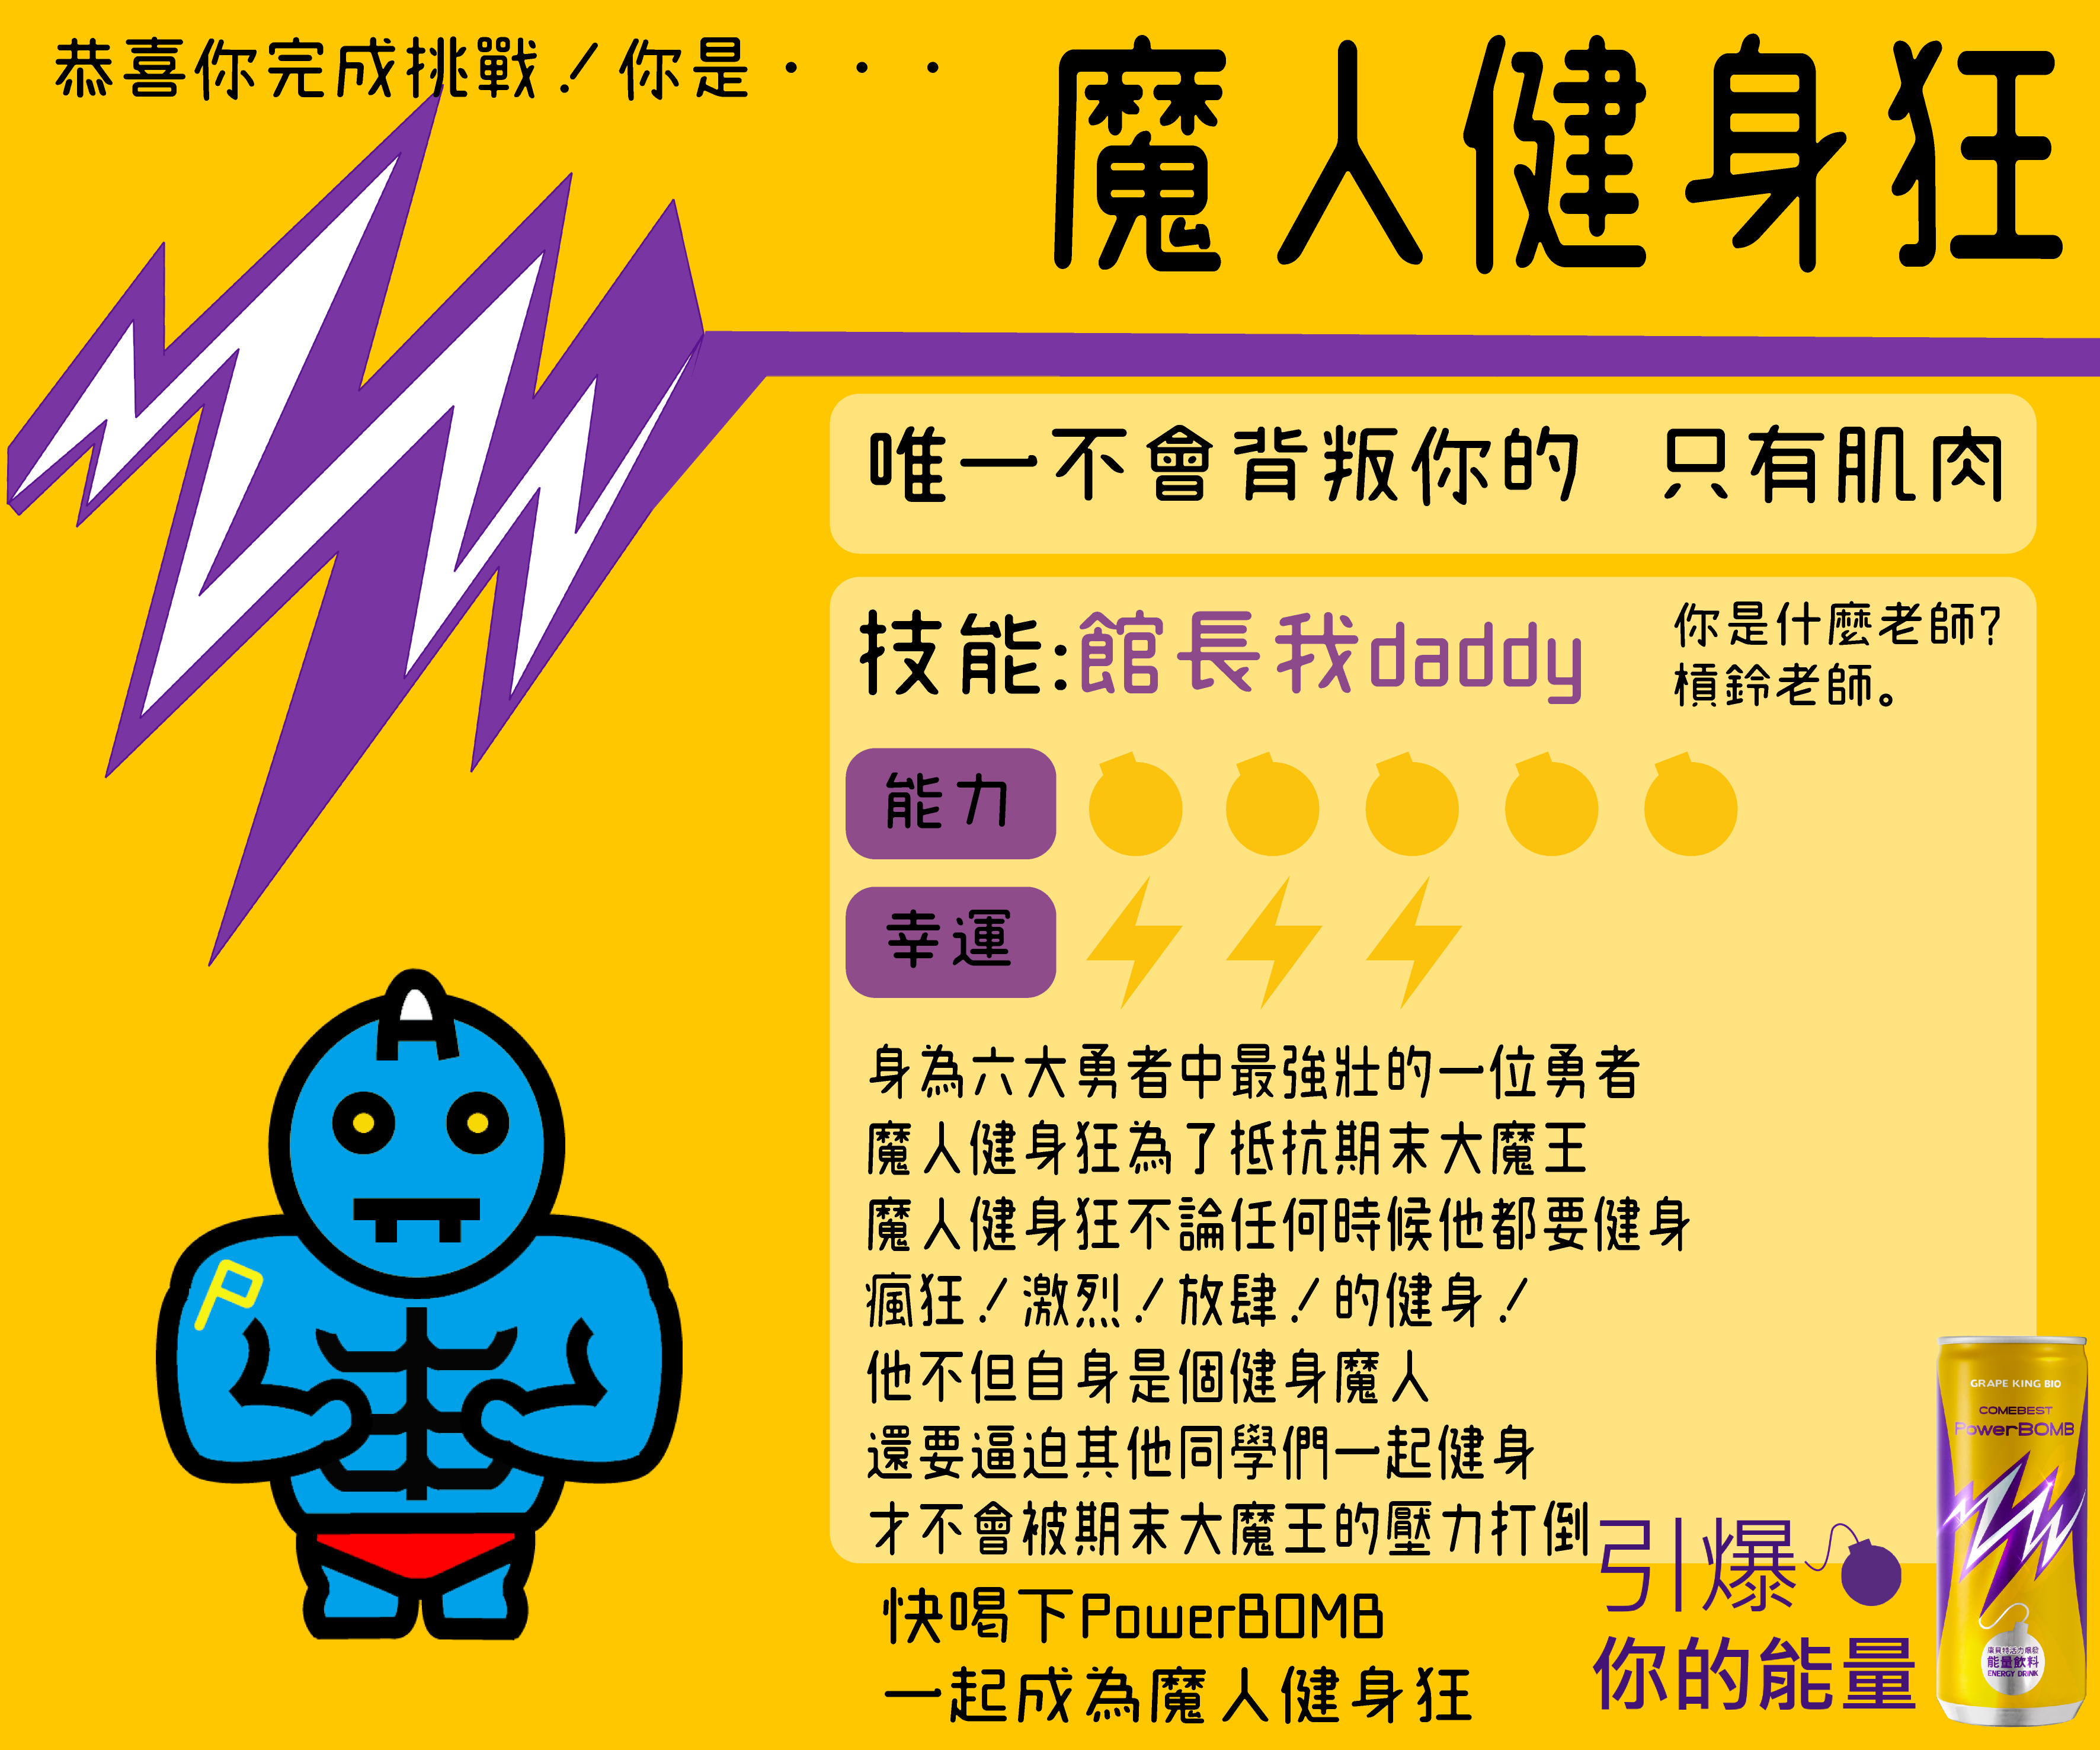 恭喜你完成挑戰！你是・・・
魔人健身狂
唯一不會背叛你的 只有肌肉
技能:館長我daddy
你是什麼老師?
槓鈴老師。
能力
幸運
身為六大勇者中最強壯的一位勇者
魔人健身狂為了抵抗期末大魔王
魔人健身狂不論任何時候他都要健身
瘋狂！激烈！放肆！的健身！
他不但自身是個健身魔人
還要逼迫其他同學們一起健身
才不會被期末大魔王的壓力打倒
快喝下PowerBOMB
一起成為魔人健身狂
引爆
你的能量
P
GRAPE KING BIO
COMEBEST
PowerBOMB
康貝特活力爆發
能量飲料
ENERGY DRINK